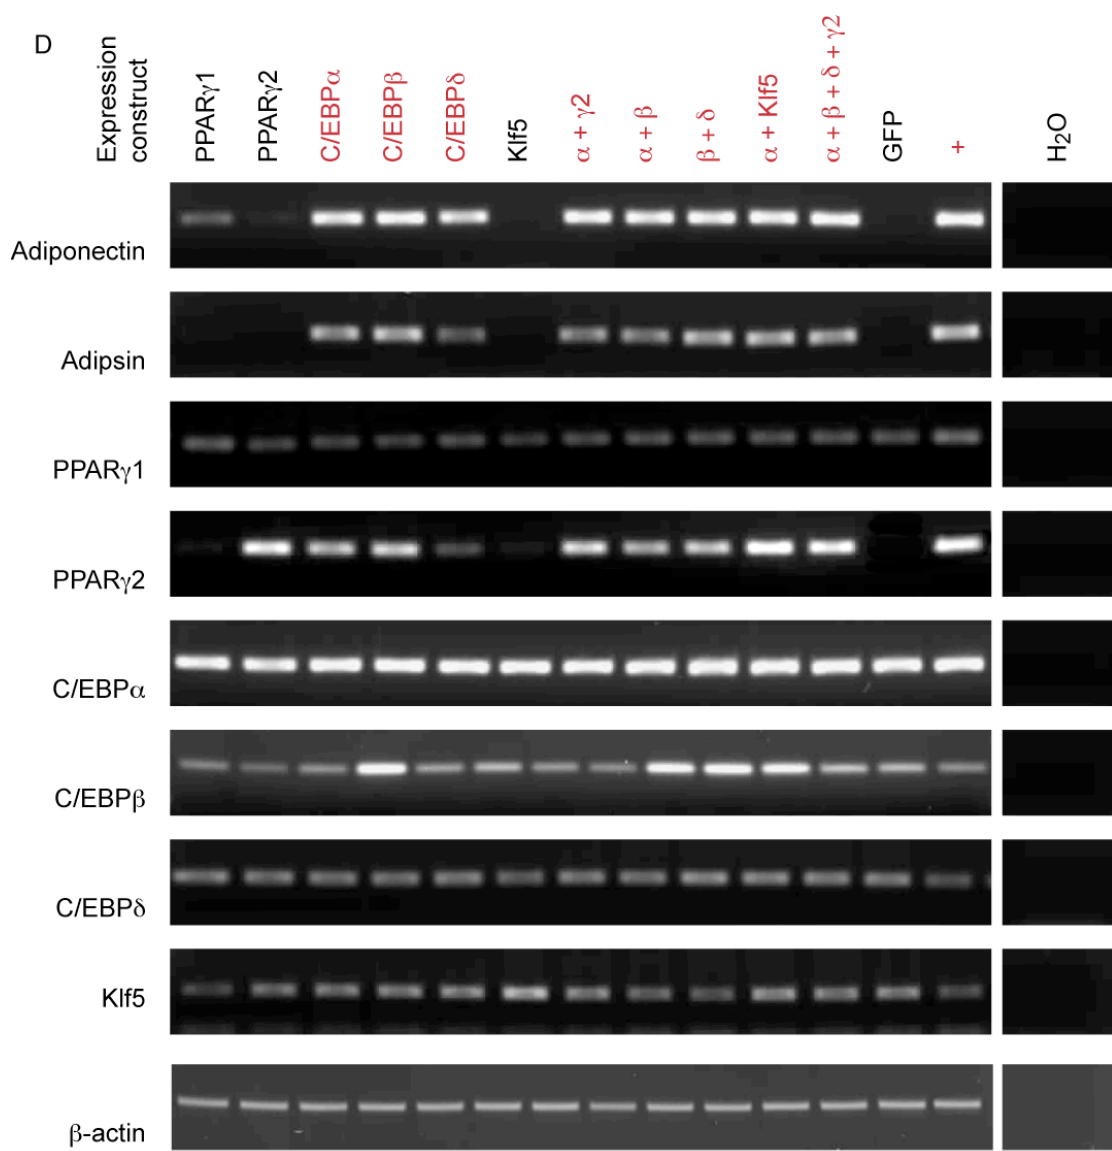 D
Expression
construct
PPARγ1
PPARγ2
C/EBPα
C/EBPβ
C/EBPδ
Klf5
α + γ2
α + β
β + δ
α + Klf5
α + β + δ + γ2
GFP
+
H₂O
Adiponectin
Adipsin
PPARγ1
PPARγ2
C/EBPα
C/EBPβ
C/EBPδ
Klf5
β-actin